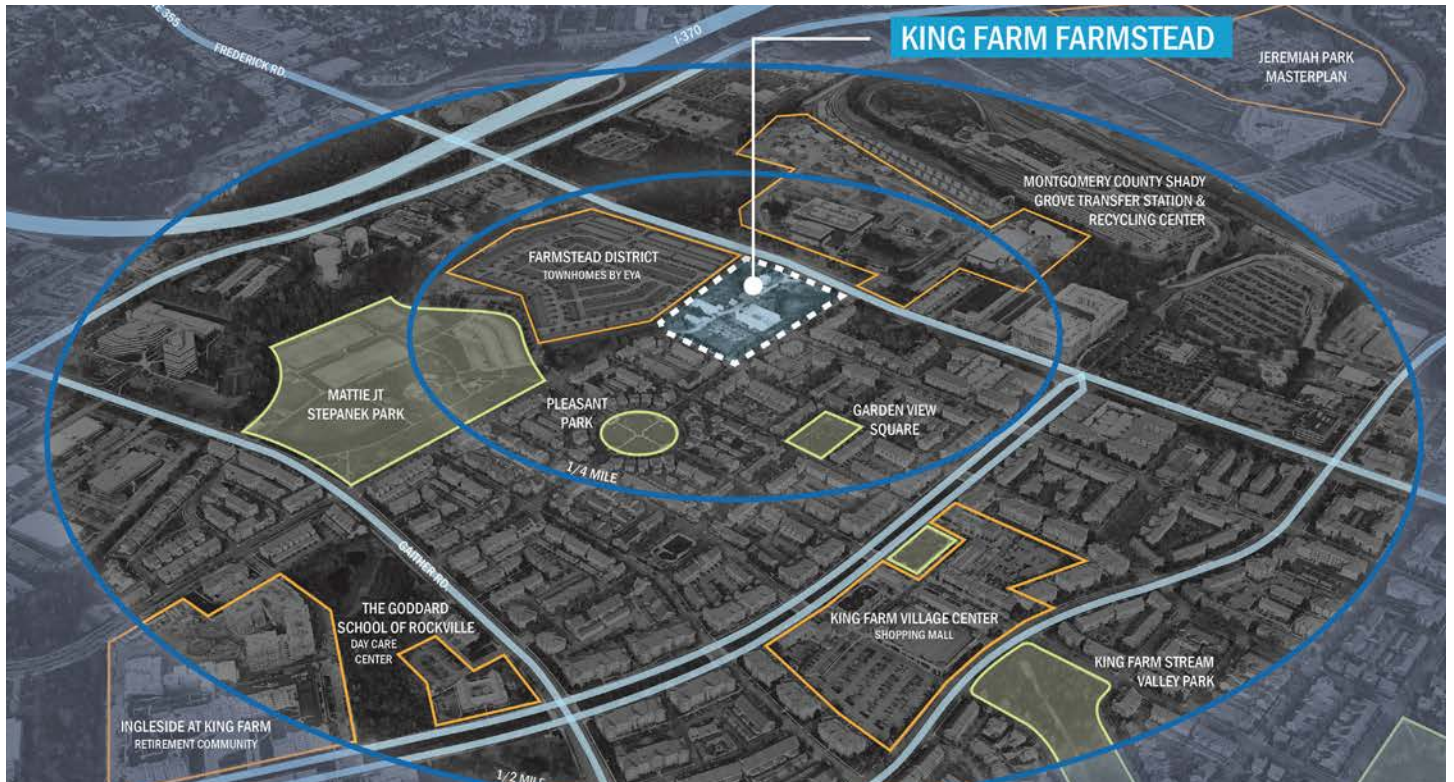 KING FARM FARMSTEAD
I-370
FREDERICK RD.
JEREMIAH PARK
MASTERPLAN
MONTGOMERY COUNTY SHADY
GROVE TRANSFER STATION &
RECYCLING CENTER
FARMSTEAD DISTRICT
TOWNHOMES BY EYA
MATTIE JT
STEPANEK PARK
PLEASANT
PARK
GARDEN VIEW
SQUARE
1/4 MILE
GAITHER RD.
THE GODDARD
SCHOOL OF ROCKVILLE
DAY CARE
CENTER
KING FARM VILLAGE CENTER
SHOPPING MALL
KING FARM STREAM
VALLEY PARK
INGLESIDE AT KING FARM
RETIREMENT COMMUNITY
1/2 MILE